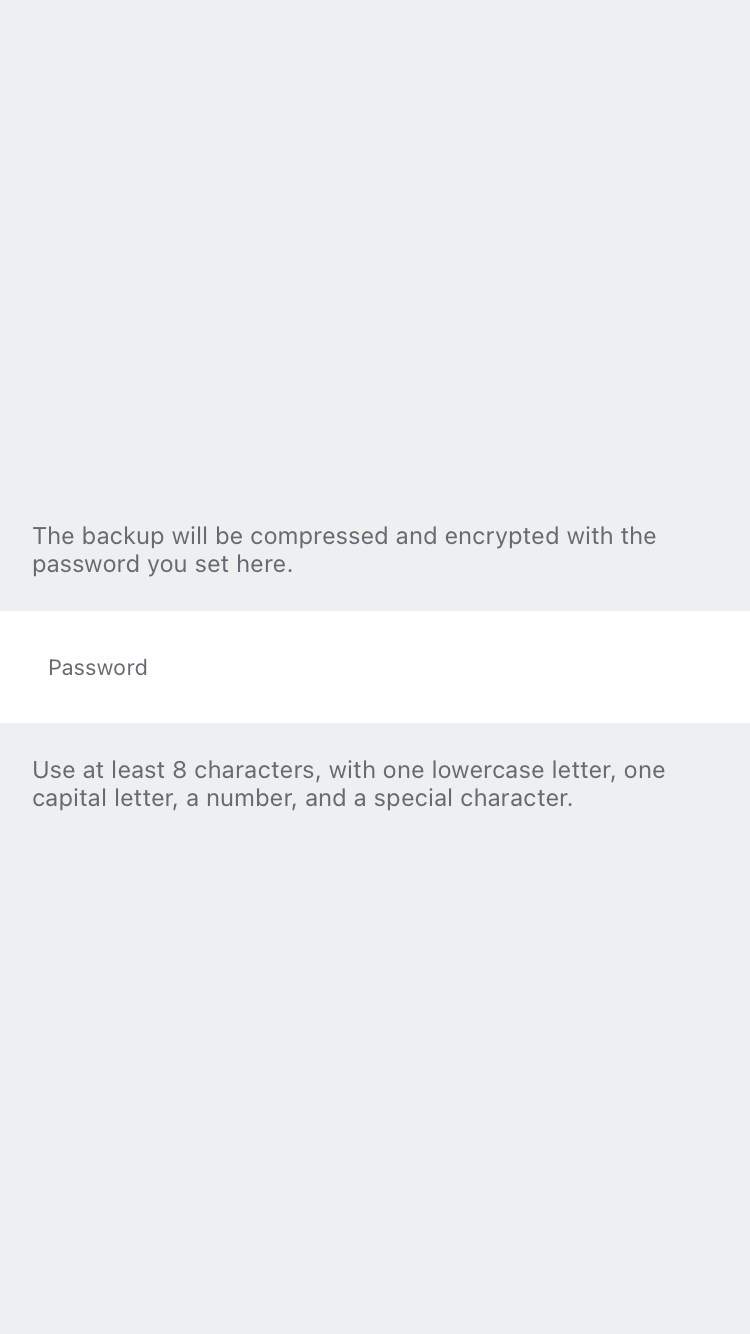 The backup will be compressed and encrypted with the
password you set here.
Password
Use at least 8 characters, with one lowercase letter, one
capital letter, a number, and a special character.